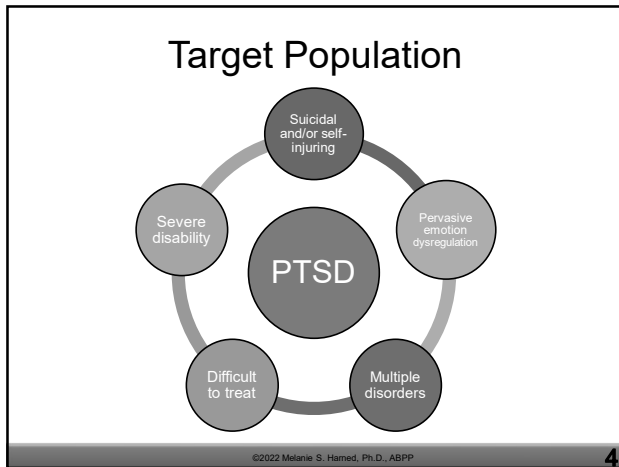 Target Population
Suicidal
and/or self-
injuring
Pervasive
emotion
dysregulation
Multiple
disorders
Difficult
to treat
Severe
disability
PTSD
©2022 Melanie S. Harned, Ph.D., ABPP
4